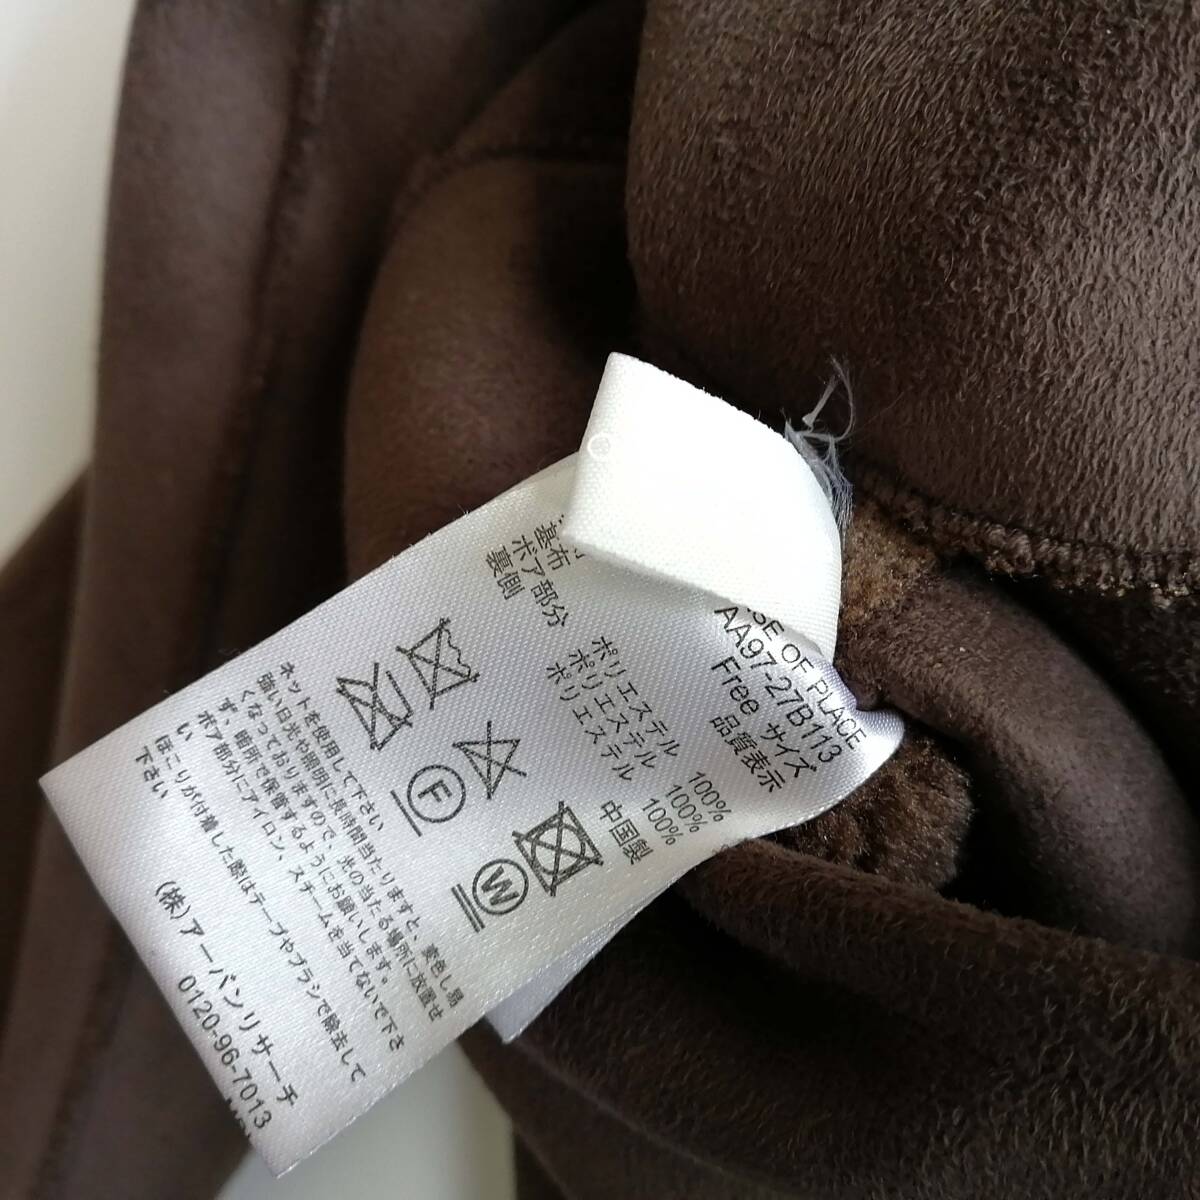 SE OF PLACE
AA97-27B113
Free サイズ
品質表示
基布 ポリエステル 100%
ボア部分 ポリエステル 100%
裏側 ポリエステル 100%
中国製
F
W
ネットを使用して下さい
強い日光や照明に長時間当たりますと、変色し易
くなっておりますので、光の当たる場所に放置せ
ず、暗所で保管するようにお願いします。
ボア部分にアイロン、スチームを当てないで下さ
い
ほこりが付着した際はテープやブラシで除去して
下さい
(株)アーバンリサーチ
0120-96-7013